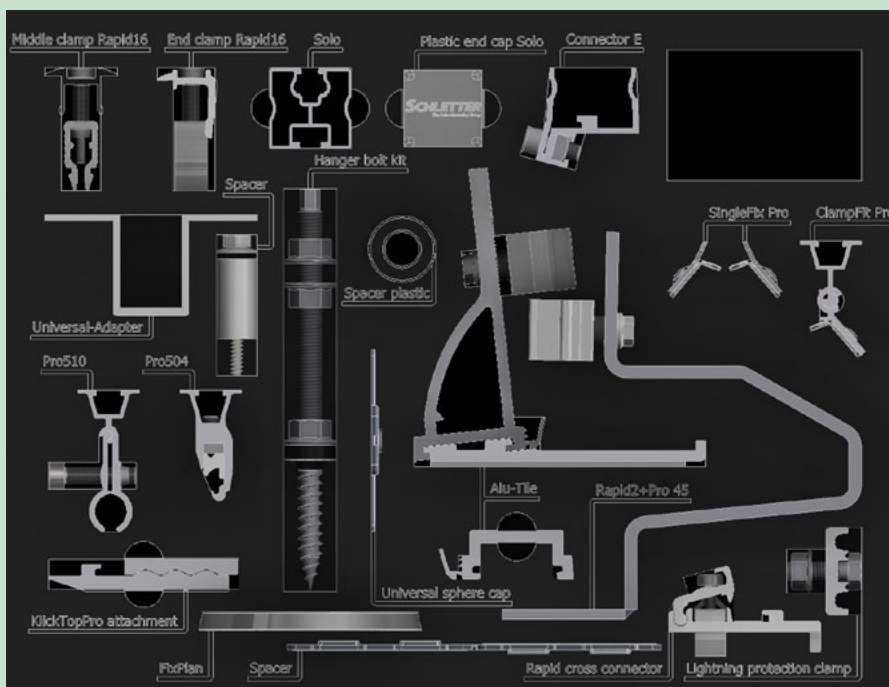 Middle clamp Rapid16
End clamp Rapid16
Solo
Plastic end cap Solo
Connector E
SCHLETTER
Hanger bolt kit
Spacer
SingleFix Pro
ClampFit Pro
Spacer plastic
Universal-Adapter
Pro510
Pro504
Alu-Tile
Rapid2+Pro 45
Universal sphere cap
KlickTopPro attachment
FixPlan
Spacer
Rapid cross connector
Lightning protection clamp